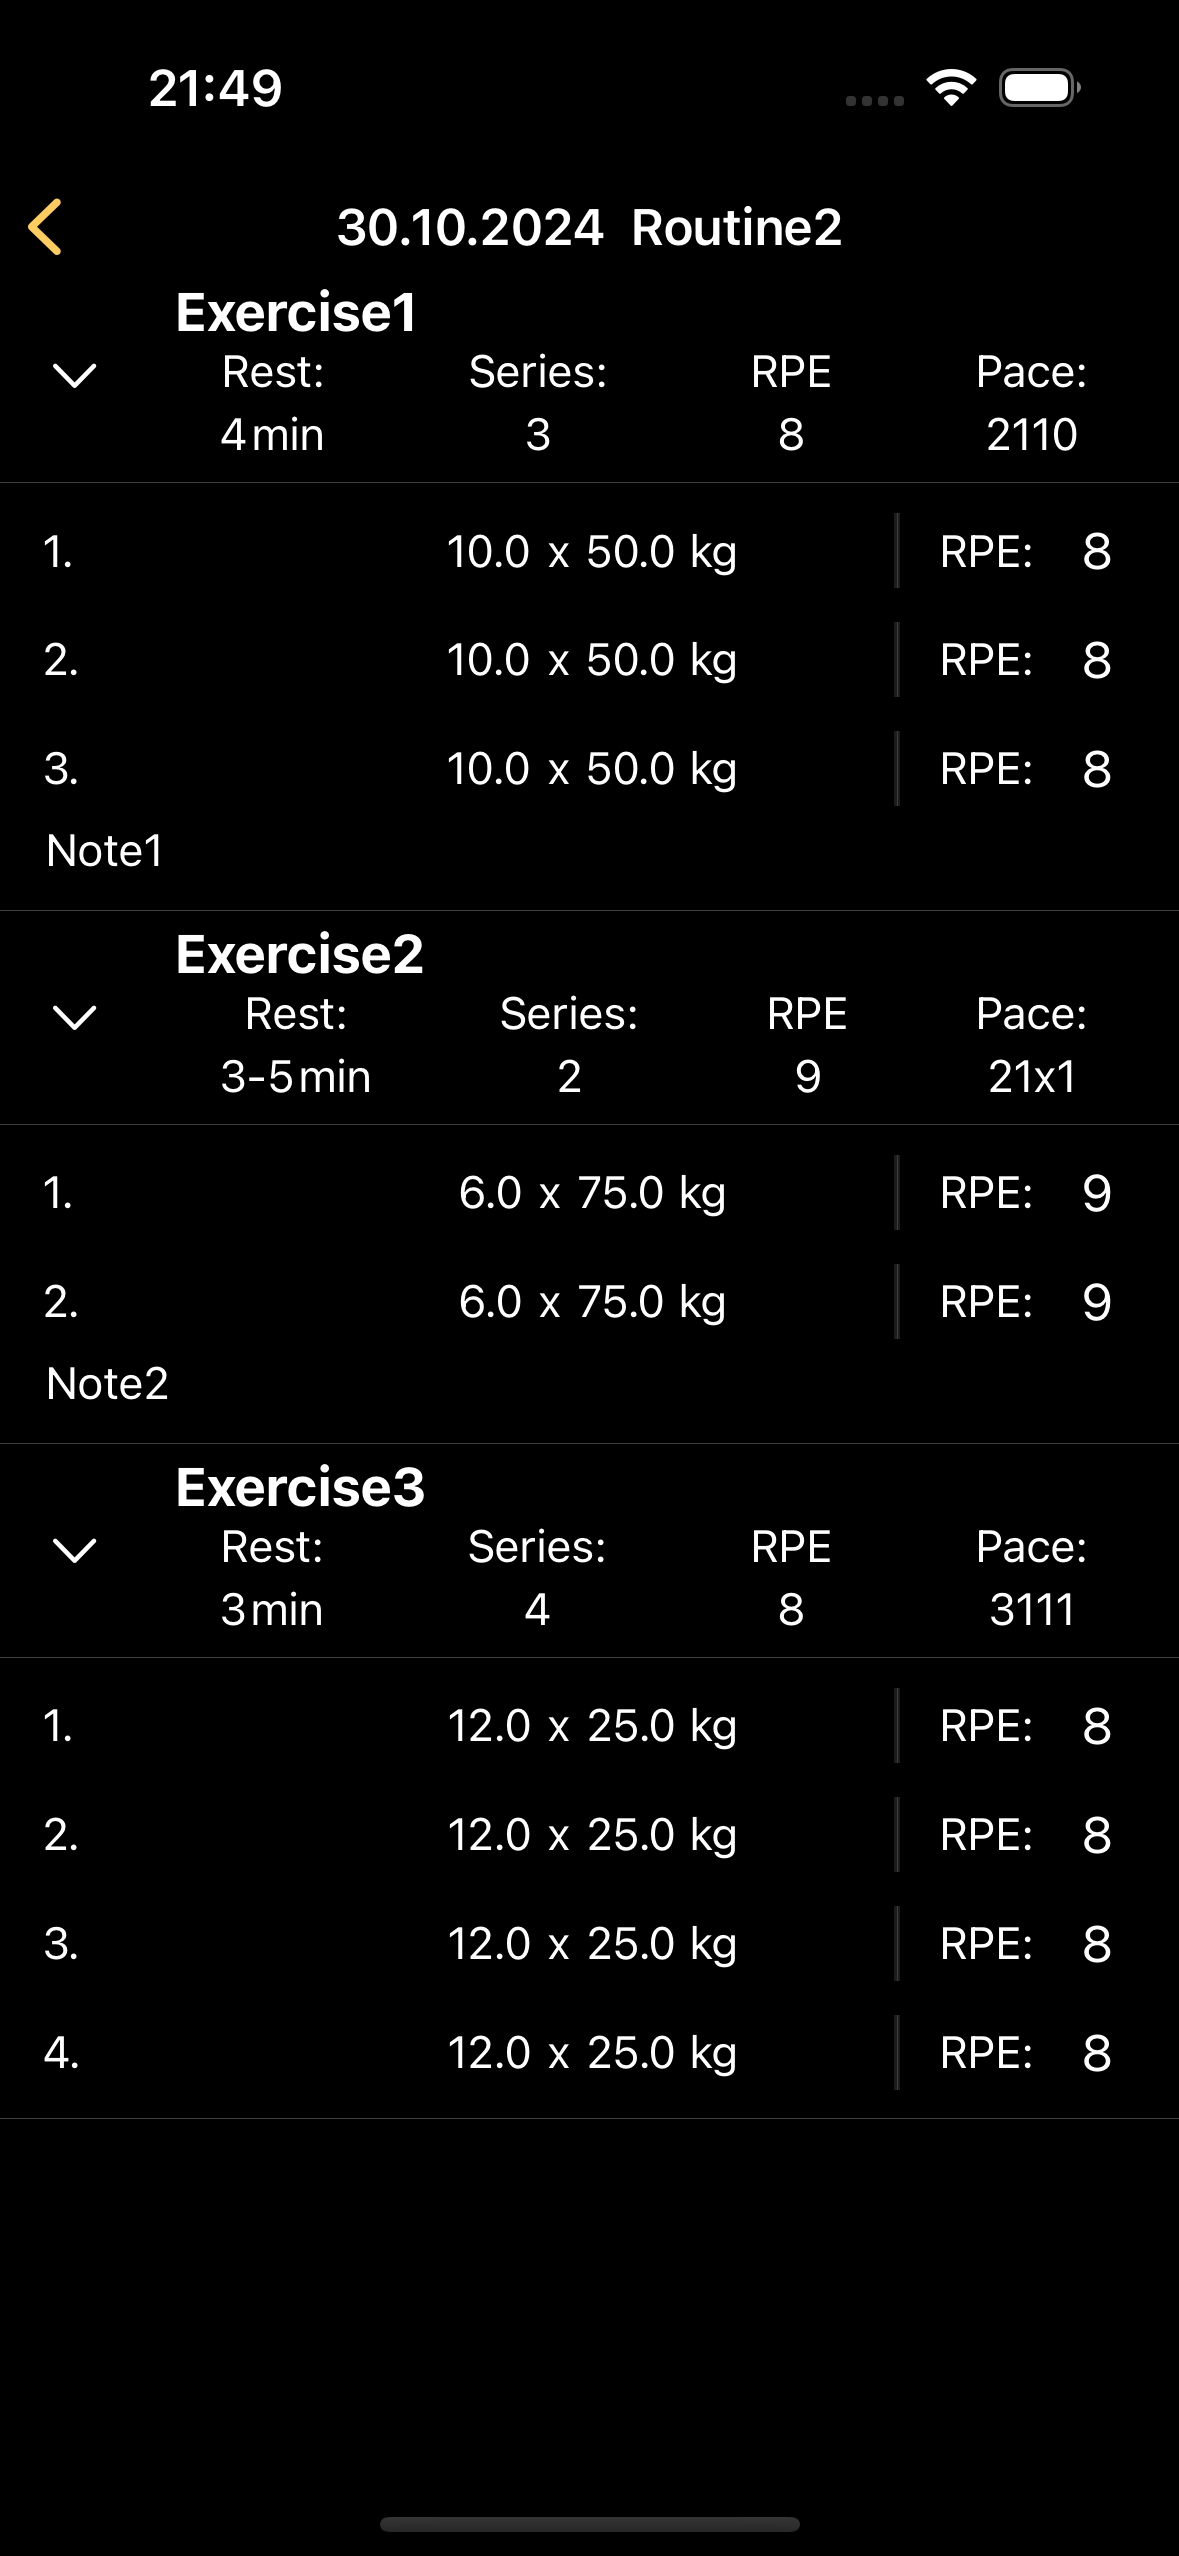 21:49
30.10.2024 Routine2
Exercise1
Rest: Series: RPE Pace:
4 min 3 8 2110
1. 10.0 x 50.0 kg RPE: 8
2. 10.0 x 50.0 kg RPE: 8
3. 10.0 x 50.0 kg RPE: 8
Note1
Exercise2
Rest: Series: RPE Pace:
3-5 min 2 9 21x1
1. 6.0 x 75.0 kg RPE: 9
2. 6.0 x 75.0 kg RPE: 9
Note2
Exercise3
Rest: Series: RPE Pace:
3 min 4 8 3111
1. 12.0 x 25.0 kg RPE: 8
2. 12.0 x 25.0 kg RPE: 8
3. 12.0 x 25.0 kg RPE: 8
4. 12.0 x 25.0 kg RPE: 8